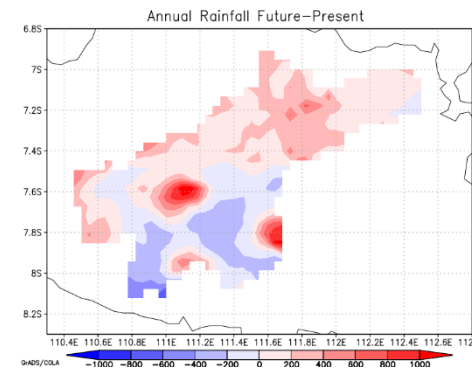 Annual Rainfall Future-Present
6.8S
7S
7.2S
7.4S
7.6S
7.8S
8S
8.2S
110.4E 110.6E 110.8E 111E 111.2E 111.4E 111.6E 111.8E 112E 112.2E 112.4E 112.6E 112.
GrADS/COLA
-1000 -800 -600 -400 -200 0 200 400 600 800 1000